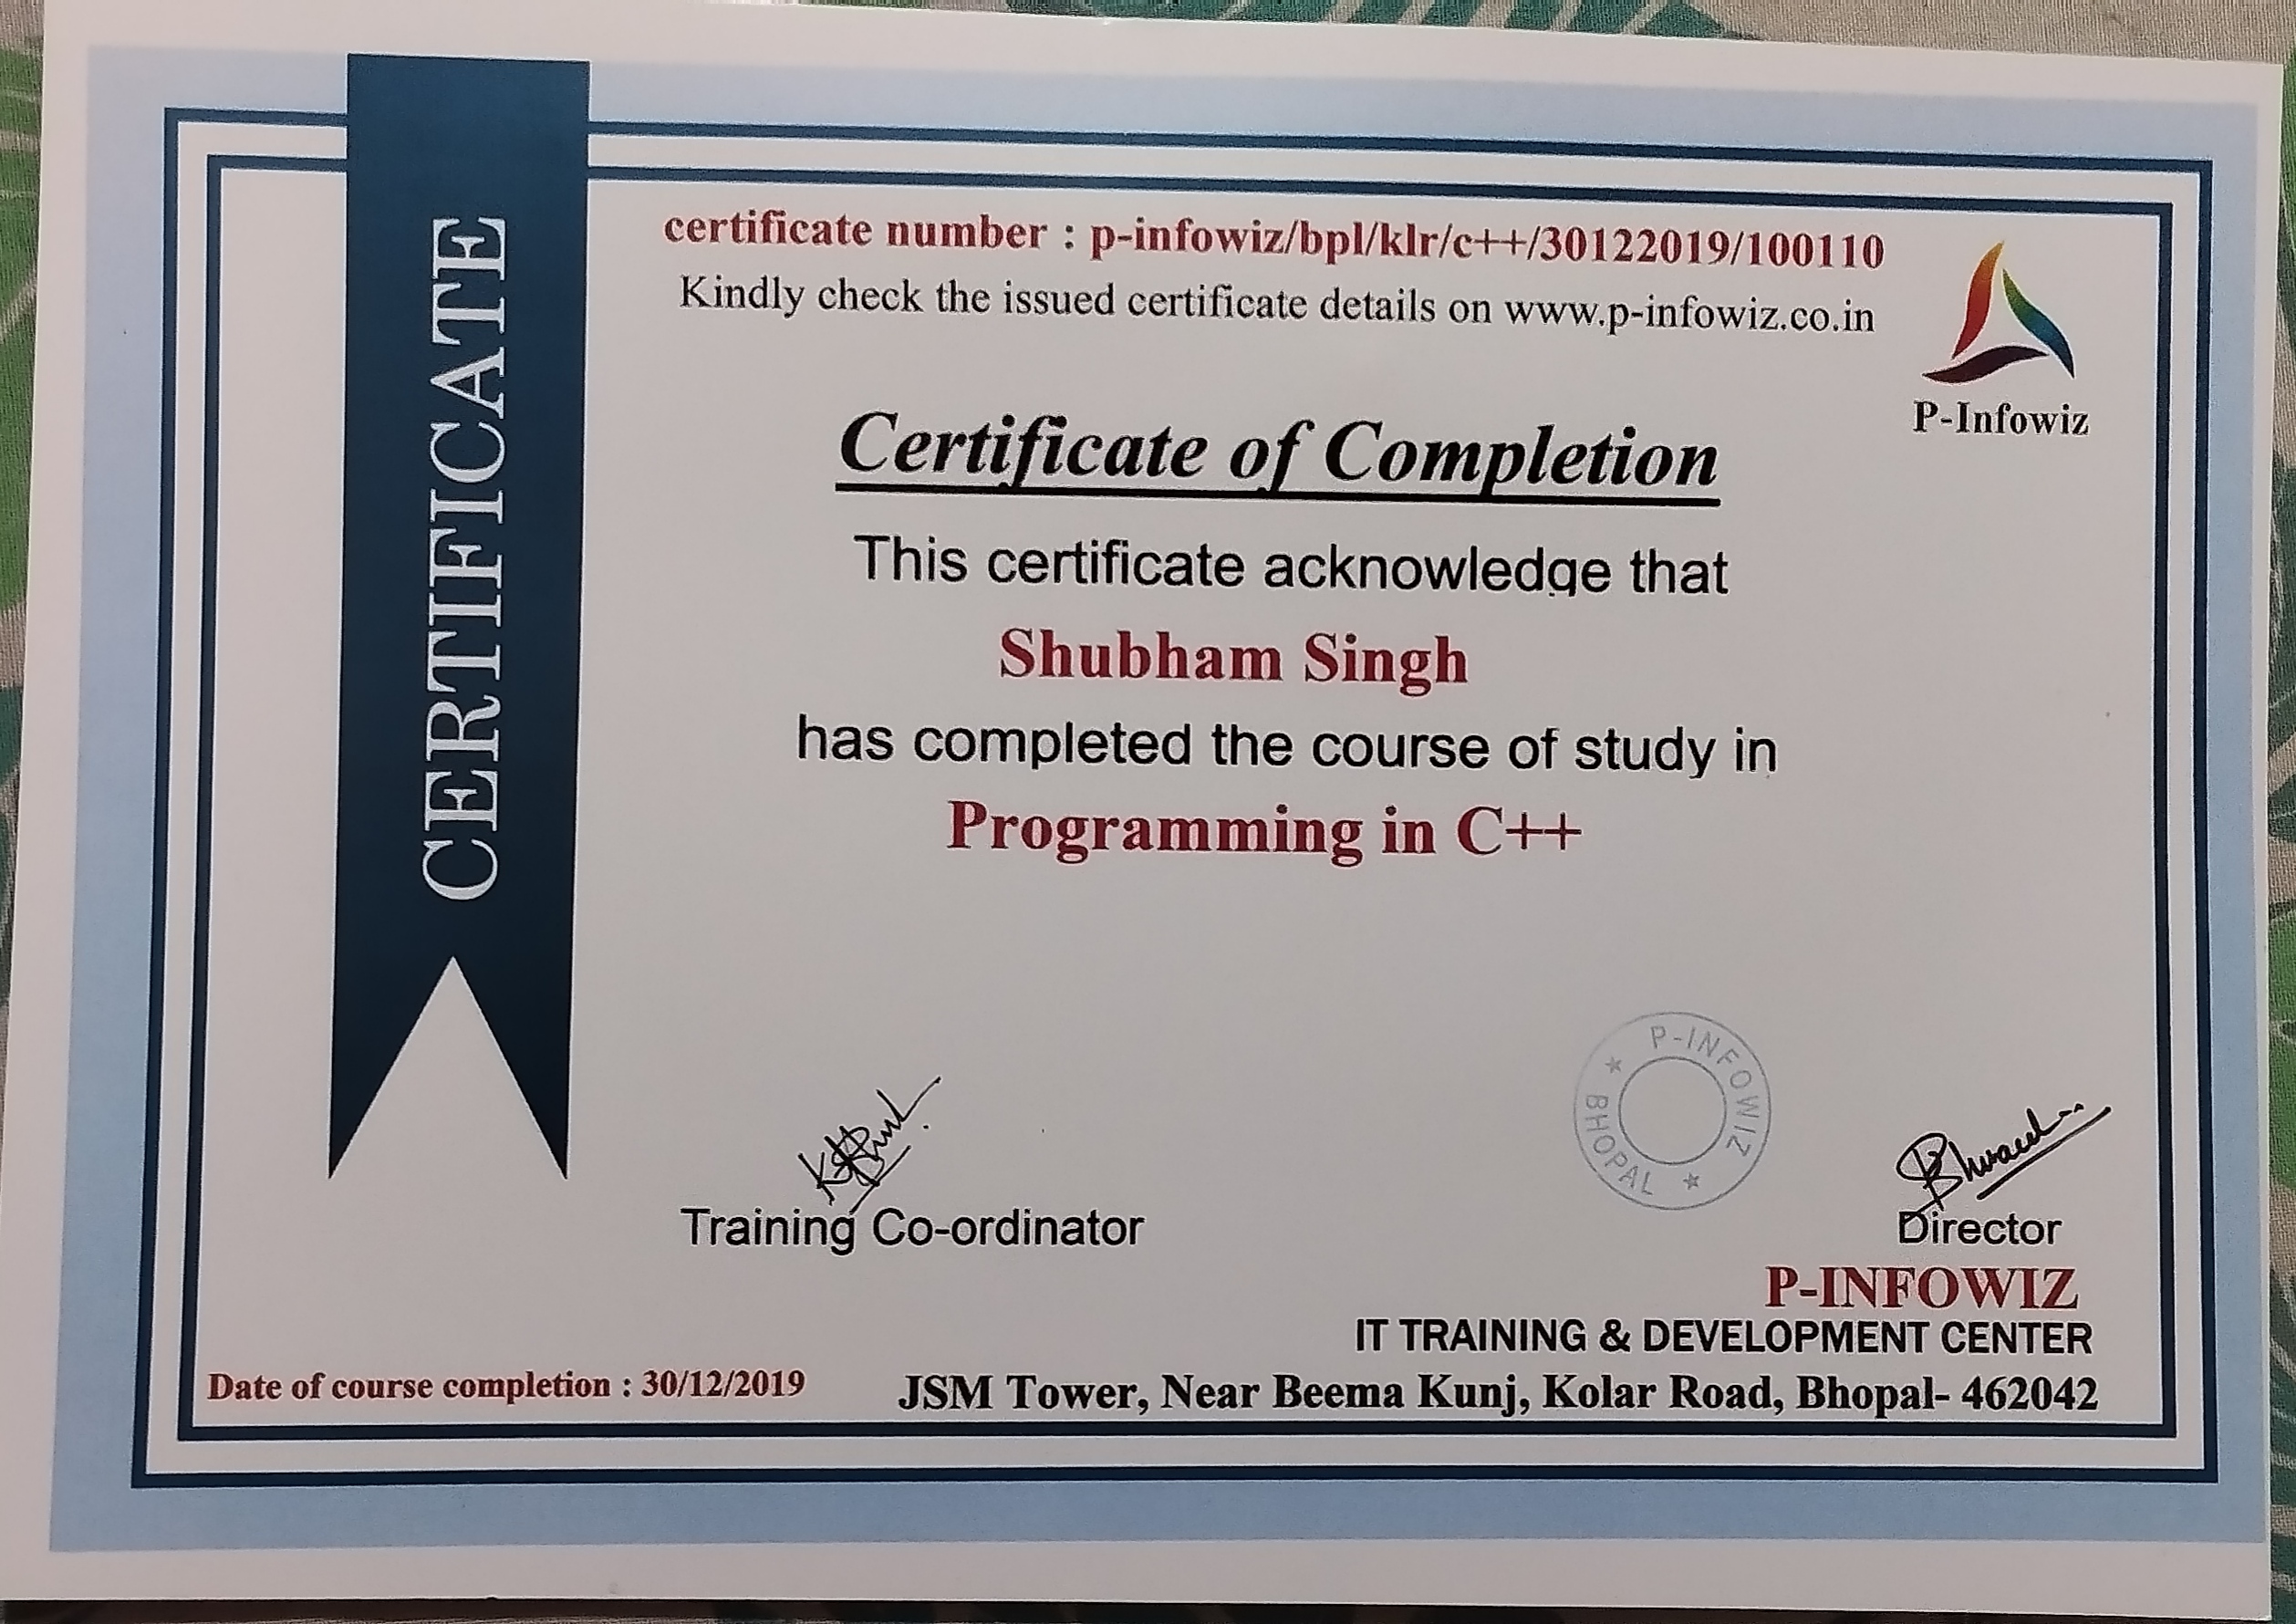 CERTIFICATE
certificate number : p-infowiz/bpl/klr/c++/30122019/100110
Kindly check the issued certificate details on www.p-infowiz.co.in
P-Infowiz
Certificate of Completion
This certificate acknowledge that
Shubham Singh
has completed the course of study in
Programming in C++
P-INFOWIZ
BHOPAL
Training Co-ordinator
Director
P-INFOWIZ
IT TRAINING & DEVELOPMENT CENTER
Date of course completion : 30/12/2019
JSM Tower, Near Beema Kunj, Kolar Road, Bhopal- 462042